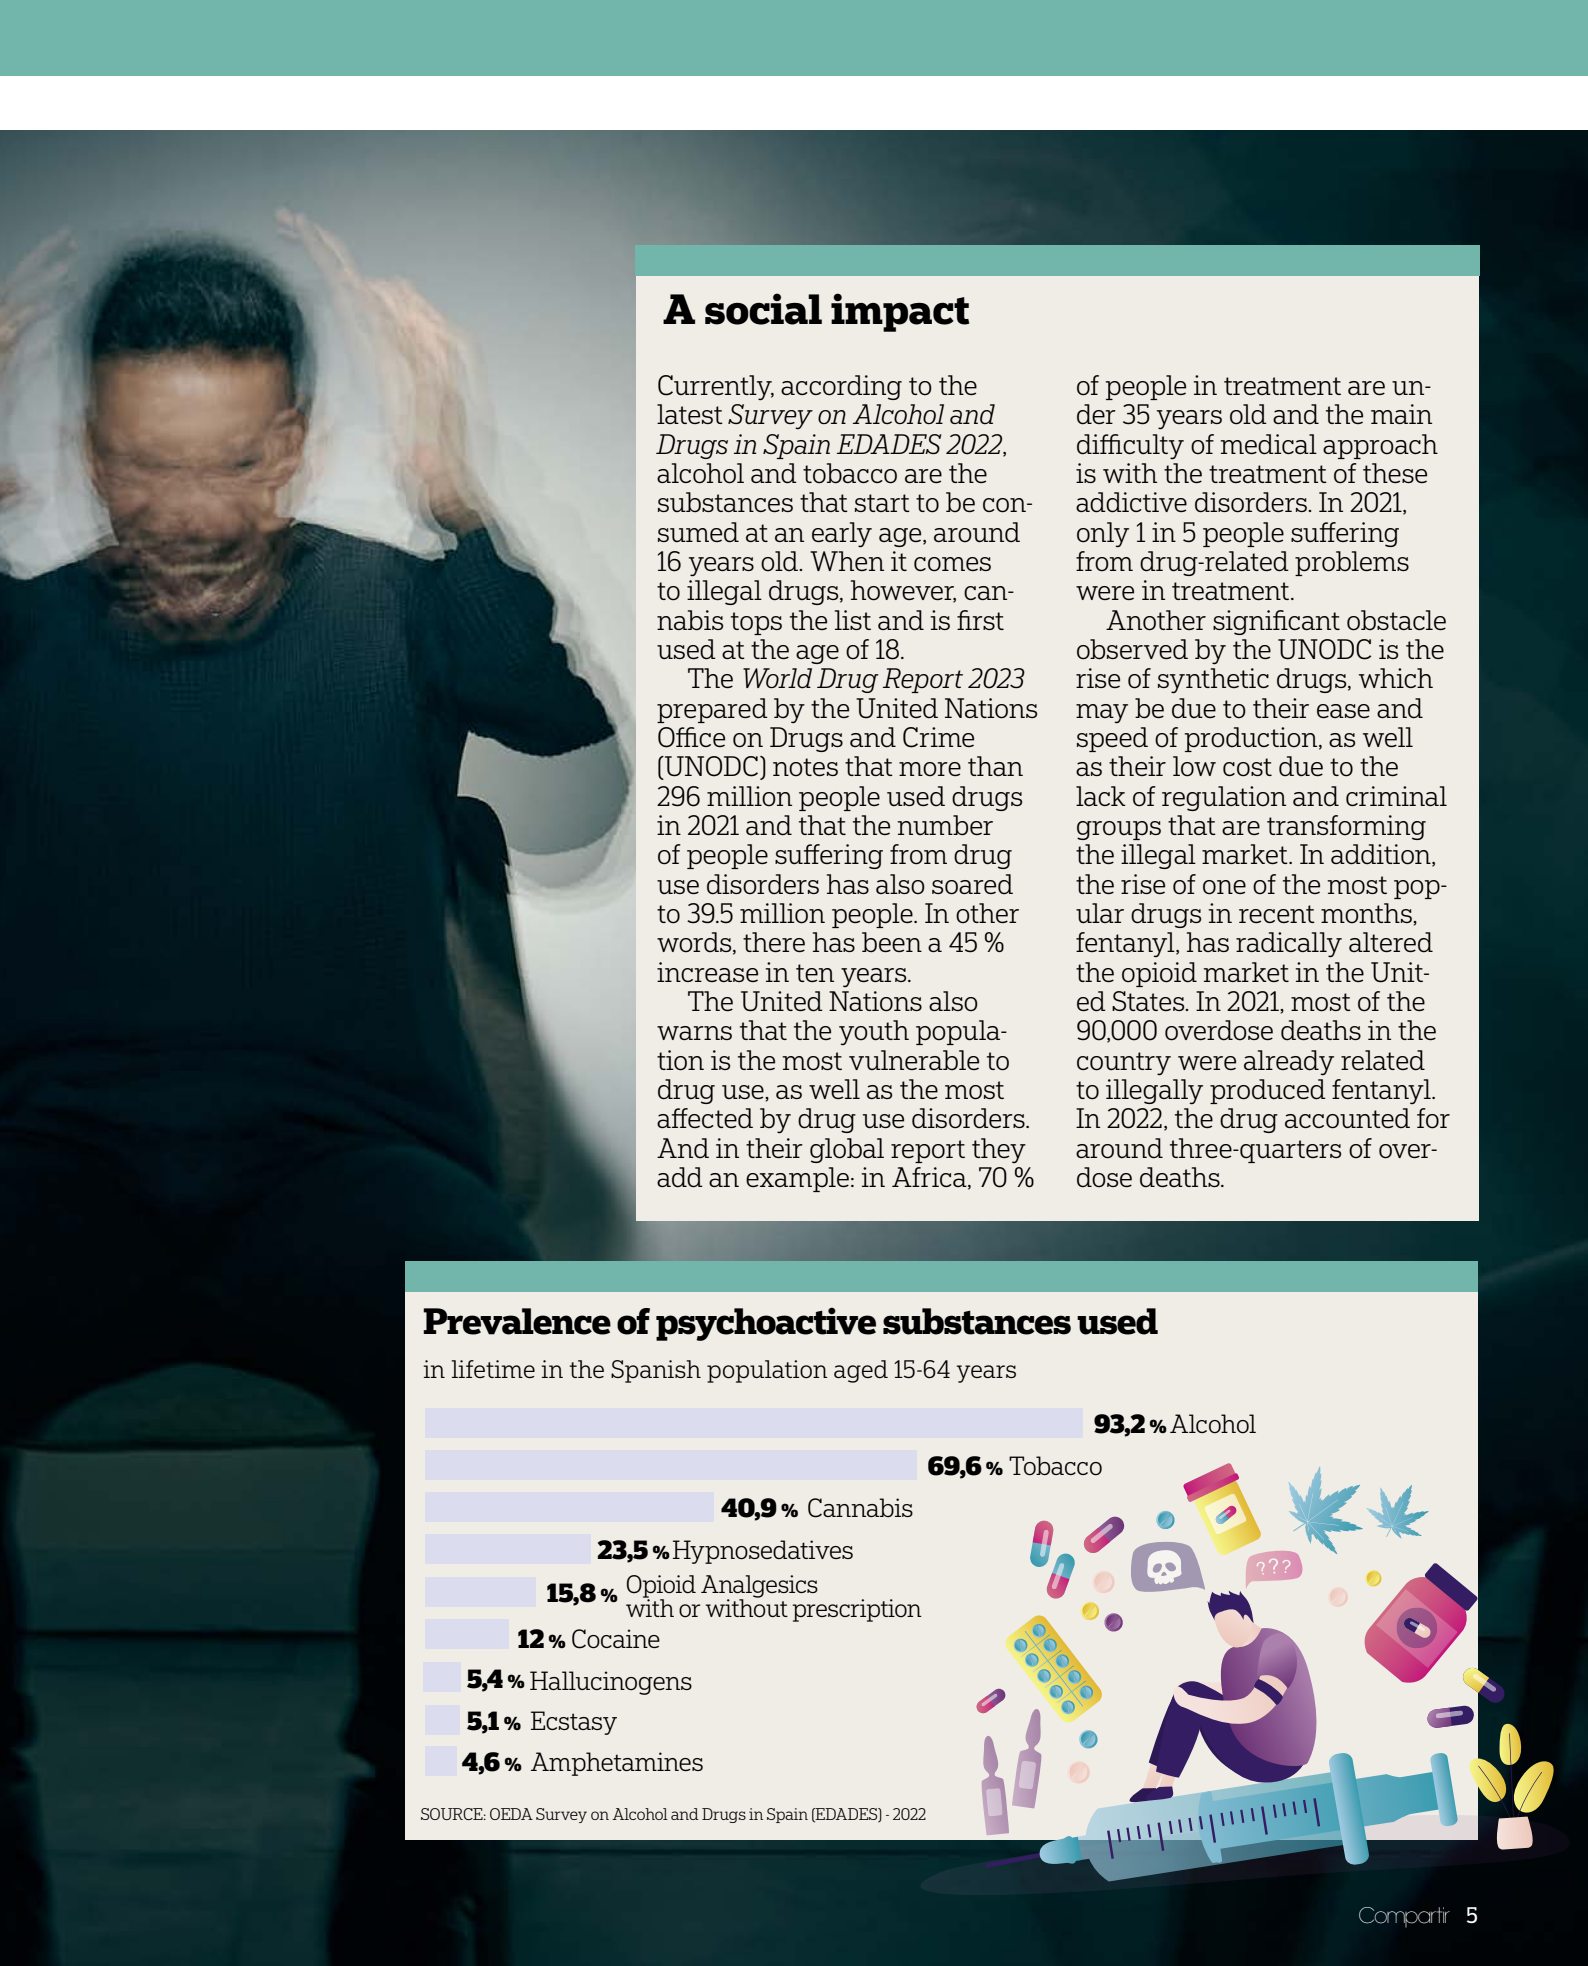 A social impact
Currently, according to the
latest Survey on Alcohol and
Drugs in Spain EDADES 2022,
alcohol and tobacco are the
substances that start to be con-
sumed at an early age, around
16 years old. When it comes
to illegal drugs, however, can-
nabis tops the list and is first
used at the age of 18.
The World Drug Report 2023
prepared by the United Nations
Office on Drugs and Crime
(UNODC) notes that more than
296 million people used drugs
in 2021 and that the number
of people suffering from drug
use disorders has also soared
to 39.5 million people. In other
words, there has been a 45 %
increase in ten years.
The United Nations also
warns that the youth popula-
tion is the most vulnerable to
drug use, as well as the most
affected by drug use disorders.
And in their global report they
add an example: in Africa, 70 %
of people in treatment are un-
der 35 years old and the main
difficulty of medical approach
is with the treatment of these
addictive disorders. In 2021,
only 1 in 5 people suffering
from drug-related problems
were in treatment.
Another significant obstacle
observed by the UNODC is the
rise of synthetic drugs, which
may be due to their ease and
speed of production, as well
as their low cost due to the
lack of regulation and criminal
groups that are transforming
the illegal market. In addition,
the rise of one of the most pop-
ular drugs in recent months,
fentanyl, has radically altered
the opioid market in the Unit-
ed States. In 2021, most of the
90,000 overdose deaths in the
country were already related
to illegally produced fentanyl.
In 2022, the drug accounted for
around three-quarters of over-
dose deaths.
Prevalence of psychoactive substances used
in lifetime in the Spanish population aged 15-64 years
93,2 % Alcohol
69,6 % Tobacco
40,9 % Cannabis
23,5 % Hypnosedatives
15,8 % Opioid Analgesics
with or without prescription
12 % Cocaine
5,4 % Hallucinogens
5,1 % Ecstasy
4,6 % Amphetamines
???
SOURCE: OEDA Survey on Alcohol and Drugs in Spain (EDADES) - 2022
Compartir 5